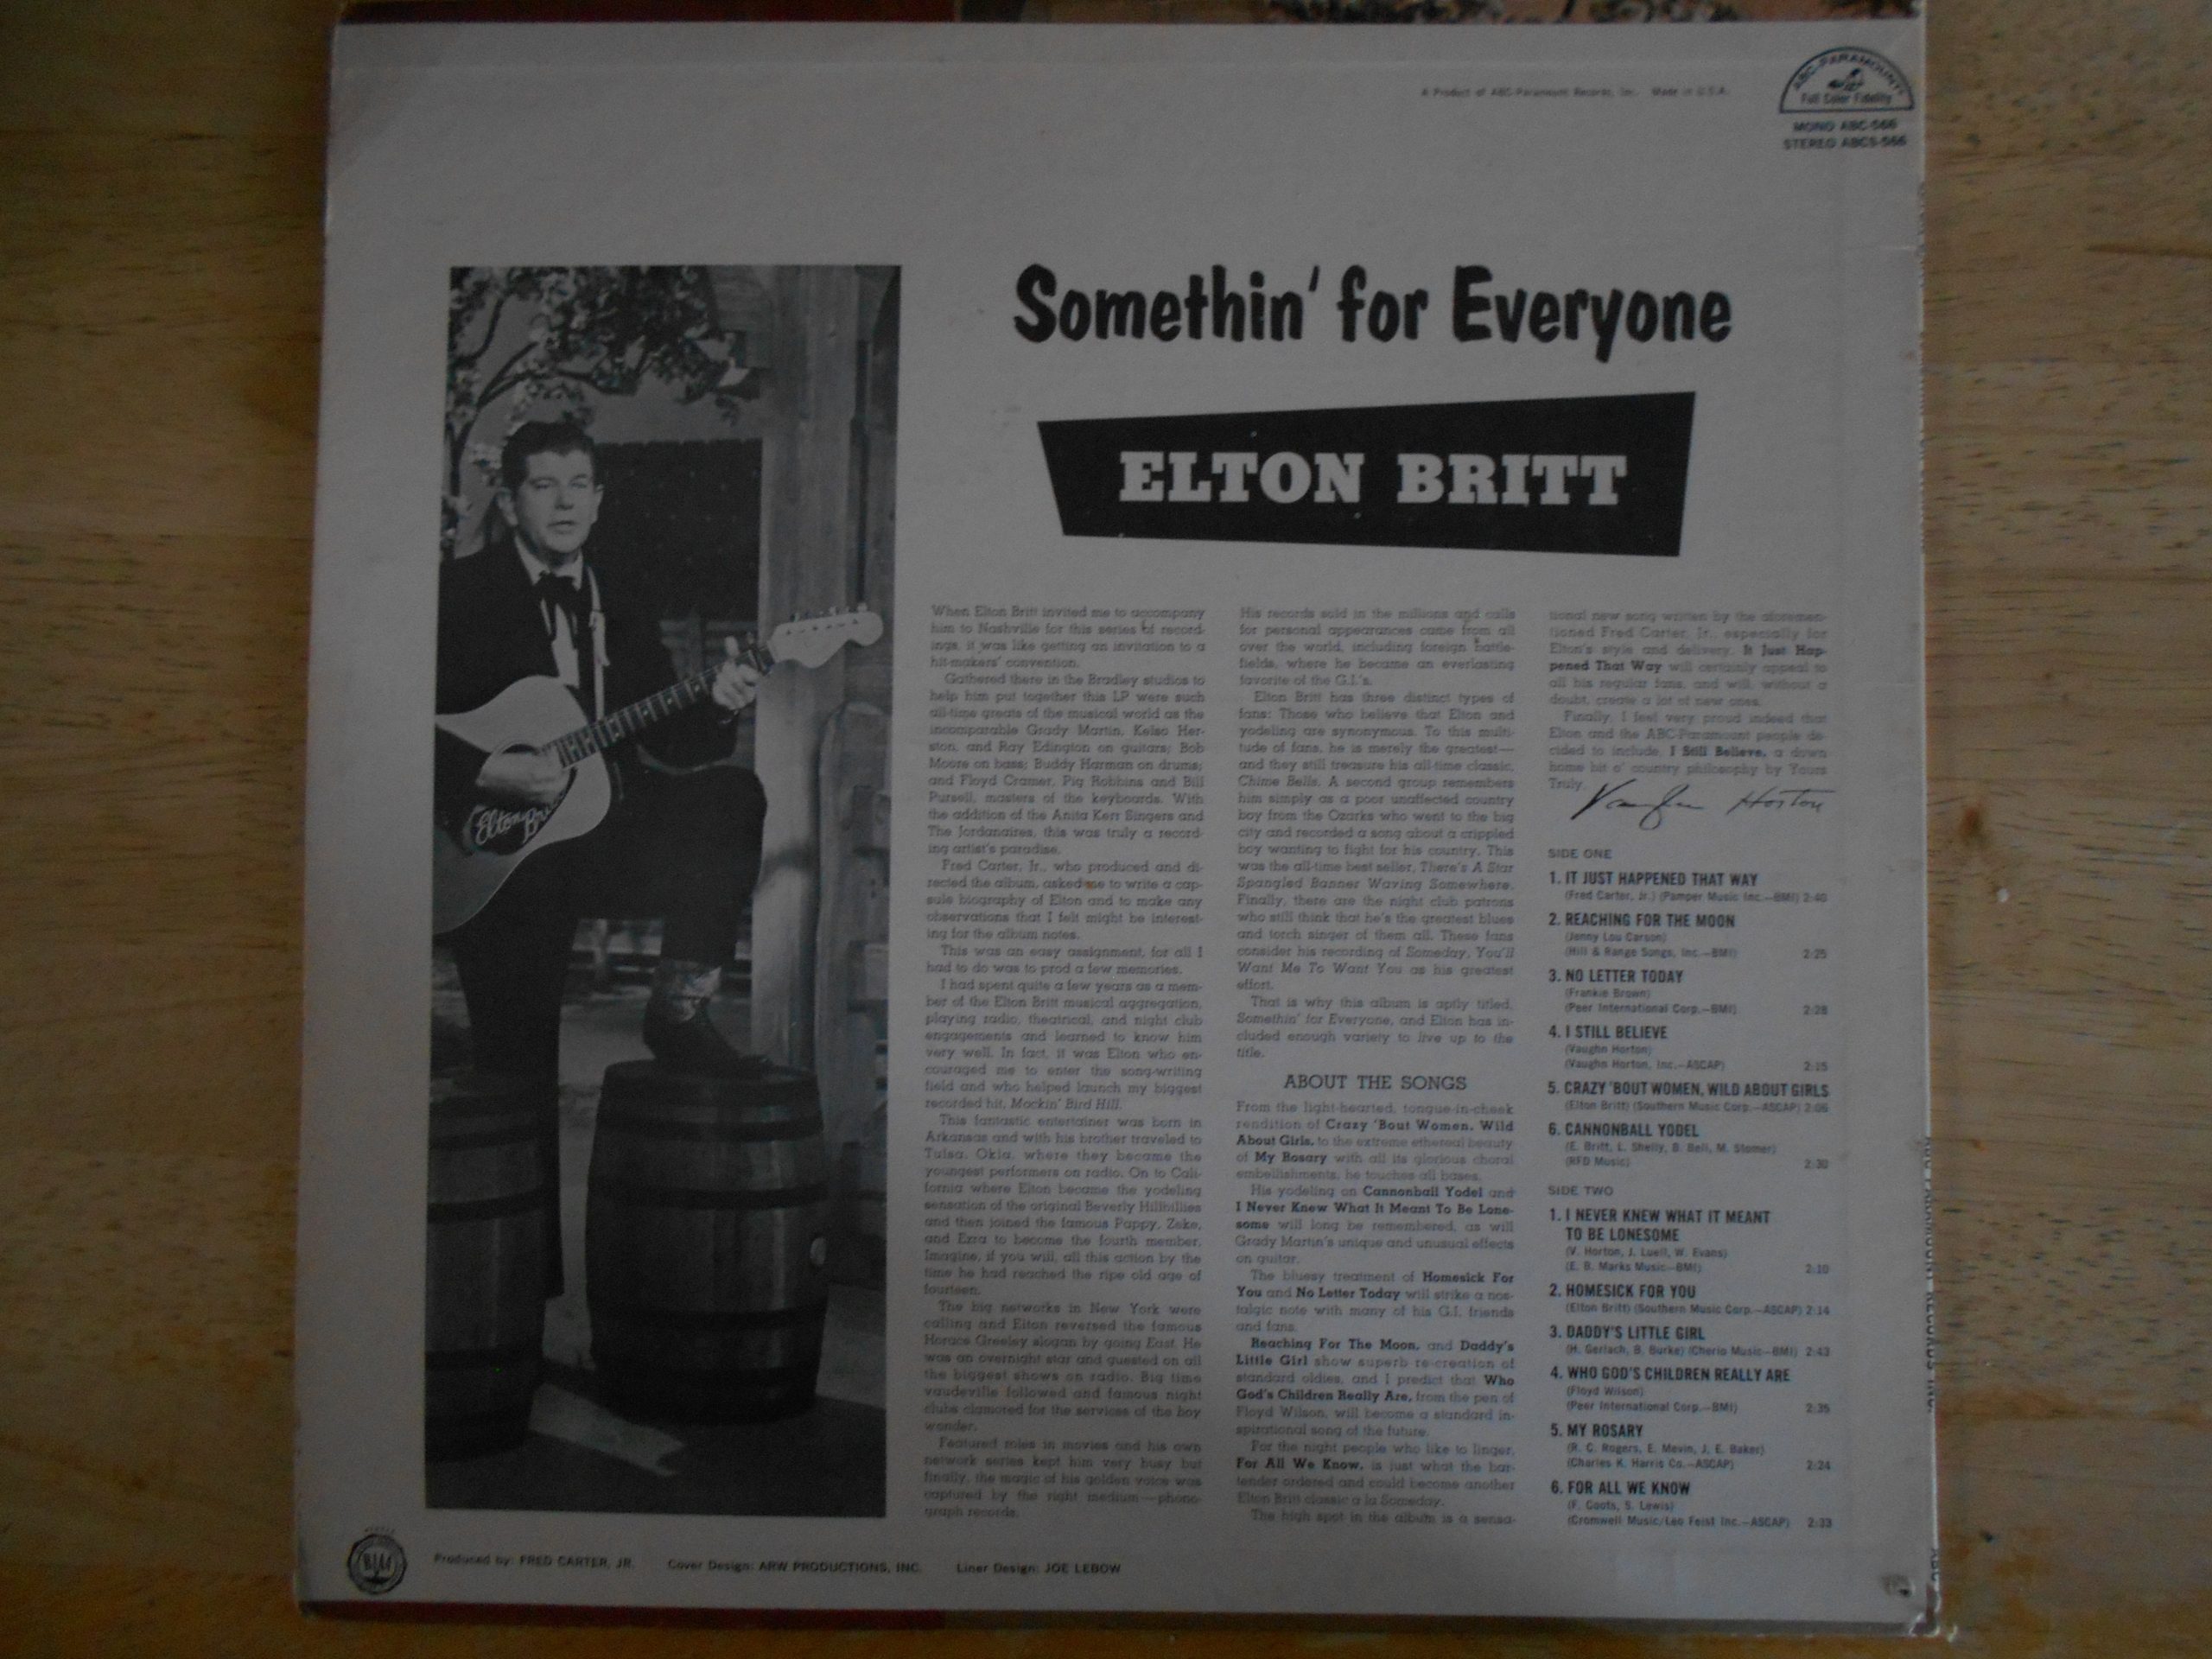 A Product of ABC-Paramount Records, Inc. Made in U.S.A.
ABC-PARAMOUNT
Full Color Fidelity
MONO ABC-566
STEREO ABCS-566
Somethin' for Everyone
ELTON BRITT
Elton Br
When Elton Britt invited me to accompany
him to Nashville for this series of record-
ings, it was like getting an invitation to a
hit-makers' convention.
Gathered there in the Bradley studios to
help him put together this LP were such
all-time greats of the musical world as the
incomparable Grady Martin, Kelso Her-
ston, and Ray Edington on guitars; Bob
Moore on bass; Buddy Harman on drums;
and Floyd Cramer, Pig Robbins and Bill
Pursell, masters of the keyboards. With
the addition of the Anita Kerr Singers and
The Jordanaires, this was truly a record-
ing artist's paradise.
Fred Carter, Jr., who produced and di-
rected the album, asked me to write a cap-
sule biography of Elton and to make any
observations that I felt might be interest-
ing for the album notes.
This was an easy assignment, for all I
had to do was to prod a few memories.
I had spent quite a few years as a mem-
ber of the Elton Britt musical aggregation,
playing radio, theatrical, and night club
engagements and learned to know him
very well. In fact, it was Elton who en-
couraged me to enter the song-writing
field and who helped launch my biggest
recorded hit, Mockin' Bird Hill.
This fantastic entertainer was born in
Arkansas and with his brother traveled to
Tulsa, Okla. where they became the
youngest performers on radio. On to Cali-
fornia where Elton became the yodeling
sensation of the original Beverly Hillbillies
and then joined the famous Pappy, Zeke,
and Ezra to become the fourth member.
Imagine, if you will, all this action by the
time he had reached the ripe old age of
fourteen.
The big networks in New York were
calling and Elton reversed the famous
Horace Greeley slogan by going East. He
was an overnight star and guested on all
the biggest shows on radio. Big time
vaudeville followed and famous night
clubs clamored for the services of the boy
wonder.
Featured roles in movies and his own
network series kept him very busy but
finally, the magic of his golden voice was
captured by the right medium—phono-
graph records.
His records sold in the millions and calls
for personal appearances came from all
over the world, including foreign battle-
fields, where he became an everlasting
favorite of the G.I.'s.
Elton Britt has three distinct types of
fans: Those who believe that Elton and
yodeling are synonymous. To this multi-
tude of fans, he is merely the greatest—
and they still treasure his all-time classic,
Chime Bells. A second group remembers
him simply as a poor unaffected country
boy from the Ozarks who went to the big
city and recorded a song about a crippled
boy wanting to fight for his country. This
was the all-time best seller, There's A Star
Spangled Banner Waving Somewhere.
Finally, there are the night club patrons
who still think that he's the greatest blues
and torch singer of them all. These fans
consider his recording of Someday, You'll
Want Me To Want You as his greatest
effort.
That is why this album is aptly titled,
Somethin' for Everyone, and Elton has in-
cluded enough variety to live up to the
title.
ABOUT THE SONGS
From the light-hearted, tongue-in-cheek
rendition of Crazy 'Bout Women, Wild
About Girls, to the extreme ethereal beauty
of My Rosary with all its glorious choral
embellishments, he touches all bases.
His yodeling on Cannonball Yodel and
I Never Knew What It Meant To Be Lone-
some will long be remembered, as will
Grady Martin's unique and unusual effects
on guitar.
The bluesy treatment of Homesick For
You and No Letter Today will strike a nos-
talgic note with many of his G.I. friends
and fans.
Reaching For The Moon, and Daddy's
Little Girl show superb re-creation of
standard oldies, and I predict that Who
God's Children Really Are, from the pen of
Floyd Wilson, will become a standard in-
spirational song of the future.
For the night people who like to linger,
For All We Know, is just what the bar-
tender ordered and could become another
Elton Britt classic a la Someday.
The high spot in the album is a sensa-
tional new song written by the aforemen-
tioned Fred Carter, Jr., especially for
Elton's style and delivery. It Just Hap-
pened That Way will certainly appeal to
all his regular fans, and will, without a
doubt, create a lot of new ones.
Finally, I feel very proud indeed that
Elton and the ABC-Paramount people de-
cided to include, I Still Believe, a down
home bit o' country philosophy by Yours
Truly.
Vaughn Horton
SIDE ONE
1. IT JUST HAPPENED THAT WAY
(Fred Carter, Jr.) (Pamper Music Inc.—BMI) 2:40
2. REACHING FOR THE MOON
(Jenny Lou Carson)
(Hill & Range Songs, Inc.—BMI) 2:25
3. NO LETTER TODAY
(Frankie Brown)
(Peer International Corp.—BMI) 2:28
4. I STILL BELIEVE
(Vaughn Horton)
(Vaughn Horton, Inc.—ASCAP) 2:15
5. CRAZY 'BOUT WOMEN, WILD ABOUT GIRLS
(Elton Britt) (Southern Music Corp.—ASCAP) 2:06
6. CANNONBALL YODEL
(E. Britt, L. Shelly, B. Bell, M. Stomer)
(RFD Music) 2:30
SIDE TWO
1. I NEVER KNEW WHAT IT MEANT
TO BE LONESOME
(V. Horton, J. Luell, W. Evans)
(E. B. Marks Music—BMI) 2:10
2. HOMESICK FOR YOU
(Elton Britt) (Southern Music Corp.—ASCAP) 2:14
3. DADDY'S LITTLE GIRL
(H. Gerlach, B. Burke) (Cherio Music—BMI) 2:43
4. WHO GOD'S CHILDREN REALLY ARE
(Floyd Wilson)
(Peer International Corp.—BMI) 2:35
5. MY ROSARY
(R. C. Rogers, E. Mevin, J. E. Baker)
(Charles K. Harris Co.—ASCAP) 2:24
6. FOR ALL WE KNOW
(F. Coots, S. Lewis)
(Cromwell Music/Leo Feist Inc.—ASCAP) 2:33
Produced by: FRED CARTER, JR. Cover Design: ARW PRODUCTIONS, INC. Liner Design: JOE LEBOW